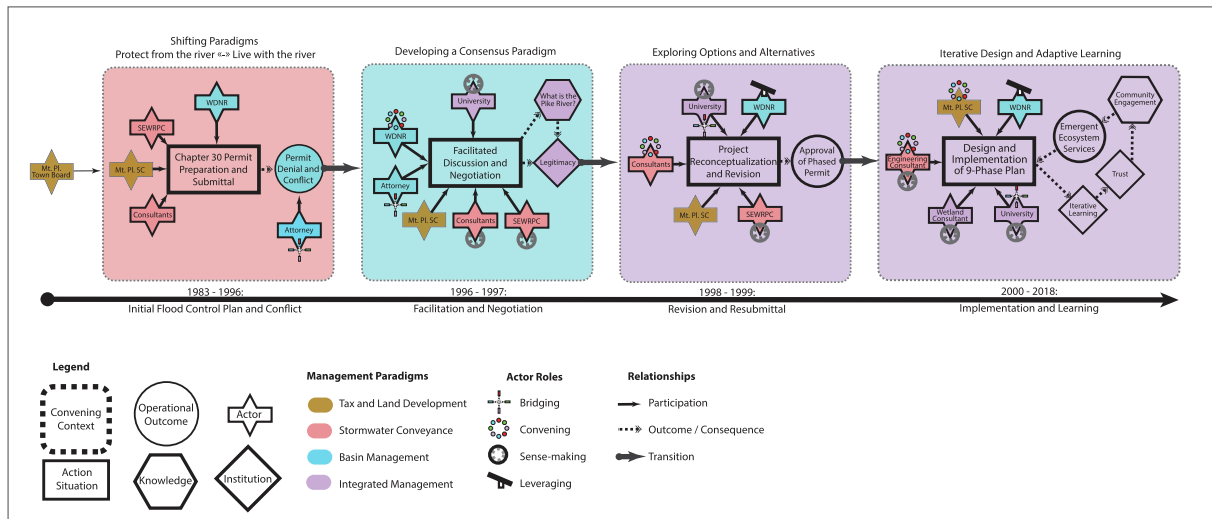 Shifting Paradigms
Protect from the river «-» Live with the river
Developing a Consensus Paradigm
Exploring Options and Alternatives
Iterative Design and Adaptive Learning
Mt. Pl.
Town Board
SEWRPC
WDNR
Mt. Pl. SC
Consultants
Chapter 30 Permit
Preparation and
Submittal
Permit
Denial and
Conflict
Attorney
University
WDNR
Attorney
Mt. Pl. SC
Consultants
SEWRPC
Facilitated
Discussion and
Negotiation
What is the
Pike River?
Legitimacy
University
WDNR
Consultants
Mt. Pl. SC
SEWRPC
Project
Reconceptualization
and Revision
Approval
of Phased
Permit
Mt. Pl. SC
WDNR
Engineering
Consultant
Wetland
Consultant
University
Design and
Implementation
of 9-Phase Plan
Emergent
Ecosystem
Services
Community
Engagement
Trust
Iterative
Learning
1983 - 1996:
Initial Flood Control Plan and Conflict
1996 - 1997:
Facilitation and Negotiation
1998 - 1999:
Revision and Resubmittal
2000 - 2018:
Implementation and Learning
Legend
Convening
Context
Operational
Outcome
Actor
Action
Situation
Knowledge
Institution
Management Paradigms
Tax and Land Development
Stormwater Conveyance
Basin Management
Integrated Management
Actor Roles
Bridging
Convening
Sense-making
Leveraging
Relationships
Participation
Outcome / Consequence
Transition